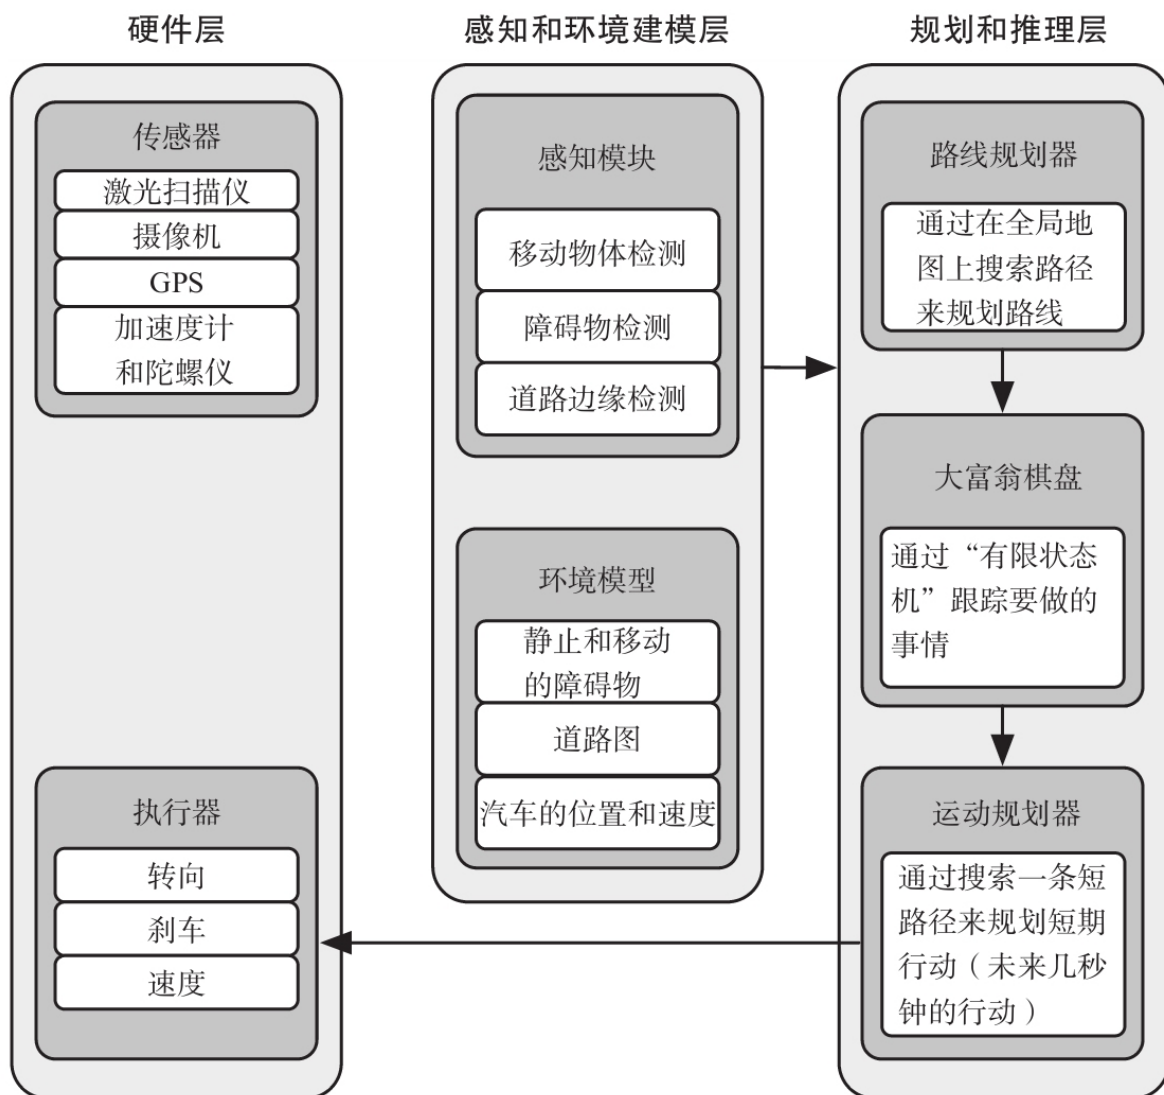 硬件层
传感器
激光扫描仪
摄像机
GPS
加速度计
和陀螺仪
执行器
转向
刹车
速度
感知和环境建模层
感知模块
移动物体检测
障碍物检测
道路边缘检测
环境模型
静止和移动
的障碍物
道路图
汽车的位置和速度
规划和推理层
路线规划器
通过在全局地
图上搜索路径
来规划路线
大富翁棋盘
通过“有限状态
机”跟踪要做的
事情
运动规划器
通过搜索一条短
路径来规划短期
行动（未来几秒
钟的行动）